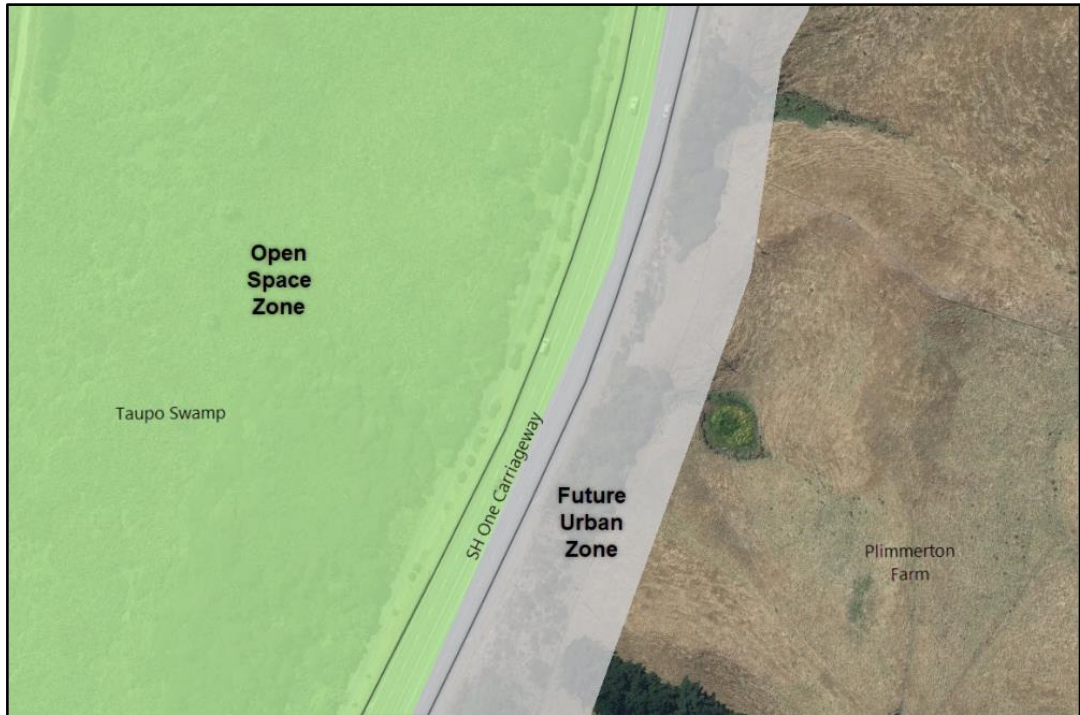 Open
Space
Zone
Taupo Swamp
SH One Carriageway
Future
Urban
Zone
Plimmerton
Farm